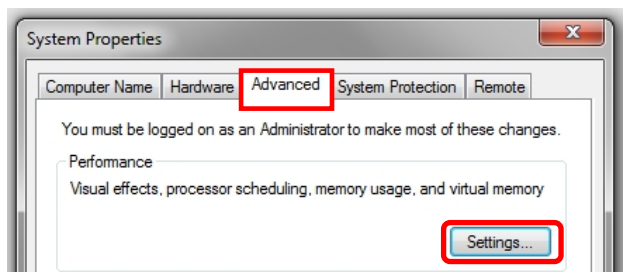 System Properties
Computer Name Hardware Advanced System Protection Remote
You must be logged on as an Administrator to make most of these changes.
Performance
Visual effects, processor scheduling, memory usage, and virtual memory
Settings...